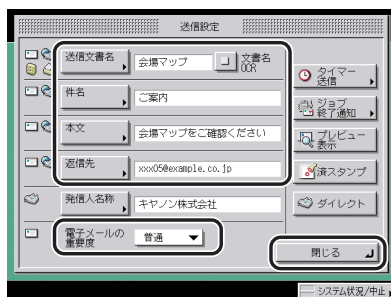 送信設定
送信文書名 会場マップ 文書名OCR
件名 ご案内
本文 会場マップをご確認ください
返信先 xxx05@example.co.jp
発信人名称 キヤノン株式会社
電子メールの重要度 普通
タイマー送信
ジョブ終了通知
プレビュー表示
済スタンプ
ダイレクト
閉じる
システム状況/中止